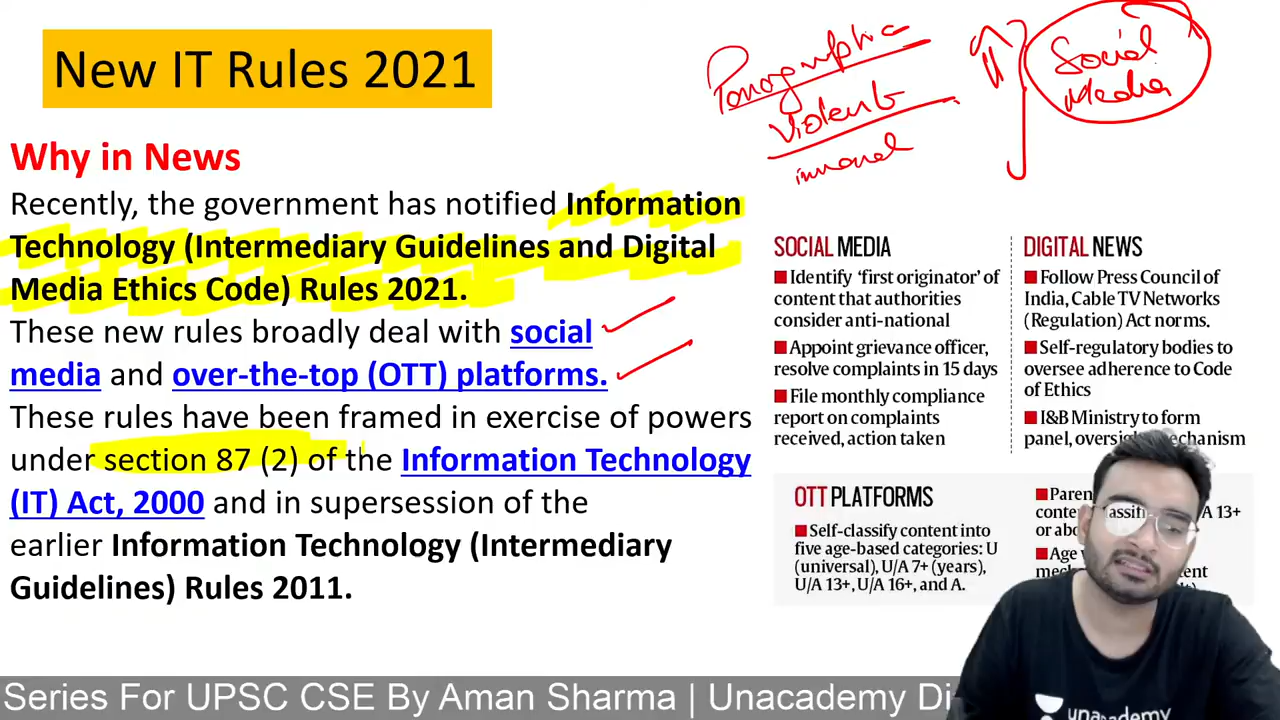 New IT Rules 2021
Pornographic
violent
immoral
Social
Media
Why in News
Recently, the government has notified Information
Technology (Intermediary Guidelines and Digital
Media Ethics Code) Rules 2021.
These new rules broadly deal with social
media and over-the-top (OTT) platforms.
These rules have been framed in exercise of powers
under section 87 (2) of the Information Technology
(IT) Act, 2000 and in supersession of the
earlier Information Technology (Intermediary
Guidelines) Rules 2011.
SOCIAL MEDIA
Identify ‘first originator’ of
content that authorities
consider anti-national
Appoint grievance officer,
resolve complaints in 15 days
File monthly compliance
report on complaints
received, action taken
DIGITAL NEWS
Follow Press Council of
India, Cable TV Networks
(Regulation) Act norms.
Self-regulatory bodies to
oversee adherence to Code
of Ethics
I&B Ministry to form
panel, oversight mechanism
OTT PLATFORMS
Self-classify content into
five age-based categories: U
(universal), U/A 7+ (years),
U/A 13+, U/A 16+, and A.
A 13+
Age
unacademy
Series For UPSC CSE By Aman Sharma | Unacademy Di